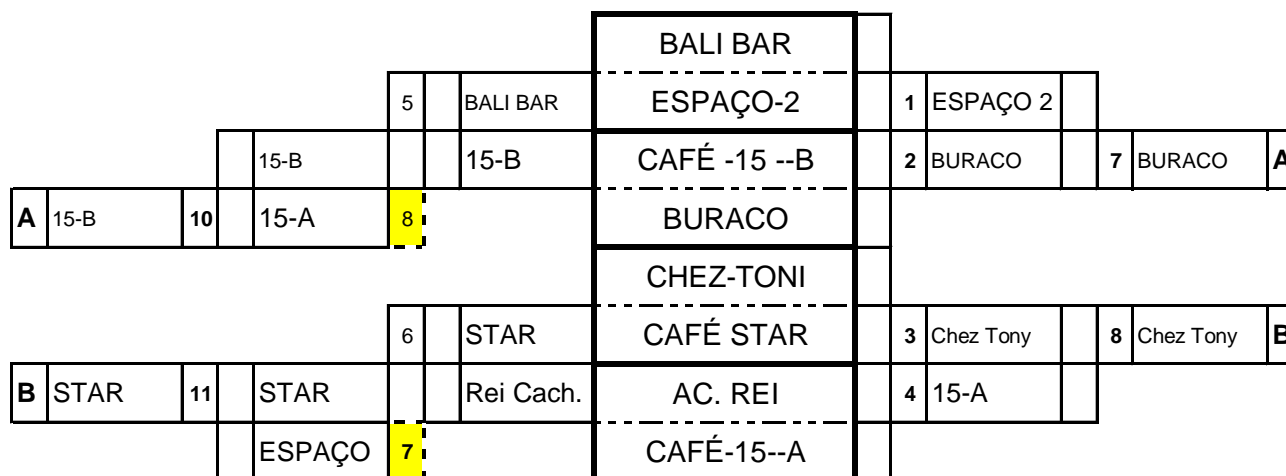 BALI BAR
5 BALI BAR ESPAÇO-2 1 ESPAÇO 2
15-B 15-B CAFÉ -15 --B 2 BURACO 7 BURACO A
A 15-B 10 15-A 8 BURACO
CHEZ-TONI
6 STAR CAFÉ STAR 3 Chez Tony 8 Chez Tony B
B STAR 11 STAR Rei Cach. AC. REI 4 15-A
ESPAÇO 7 CAFÉ-15--A